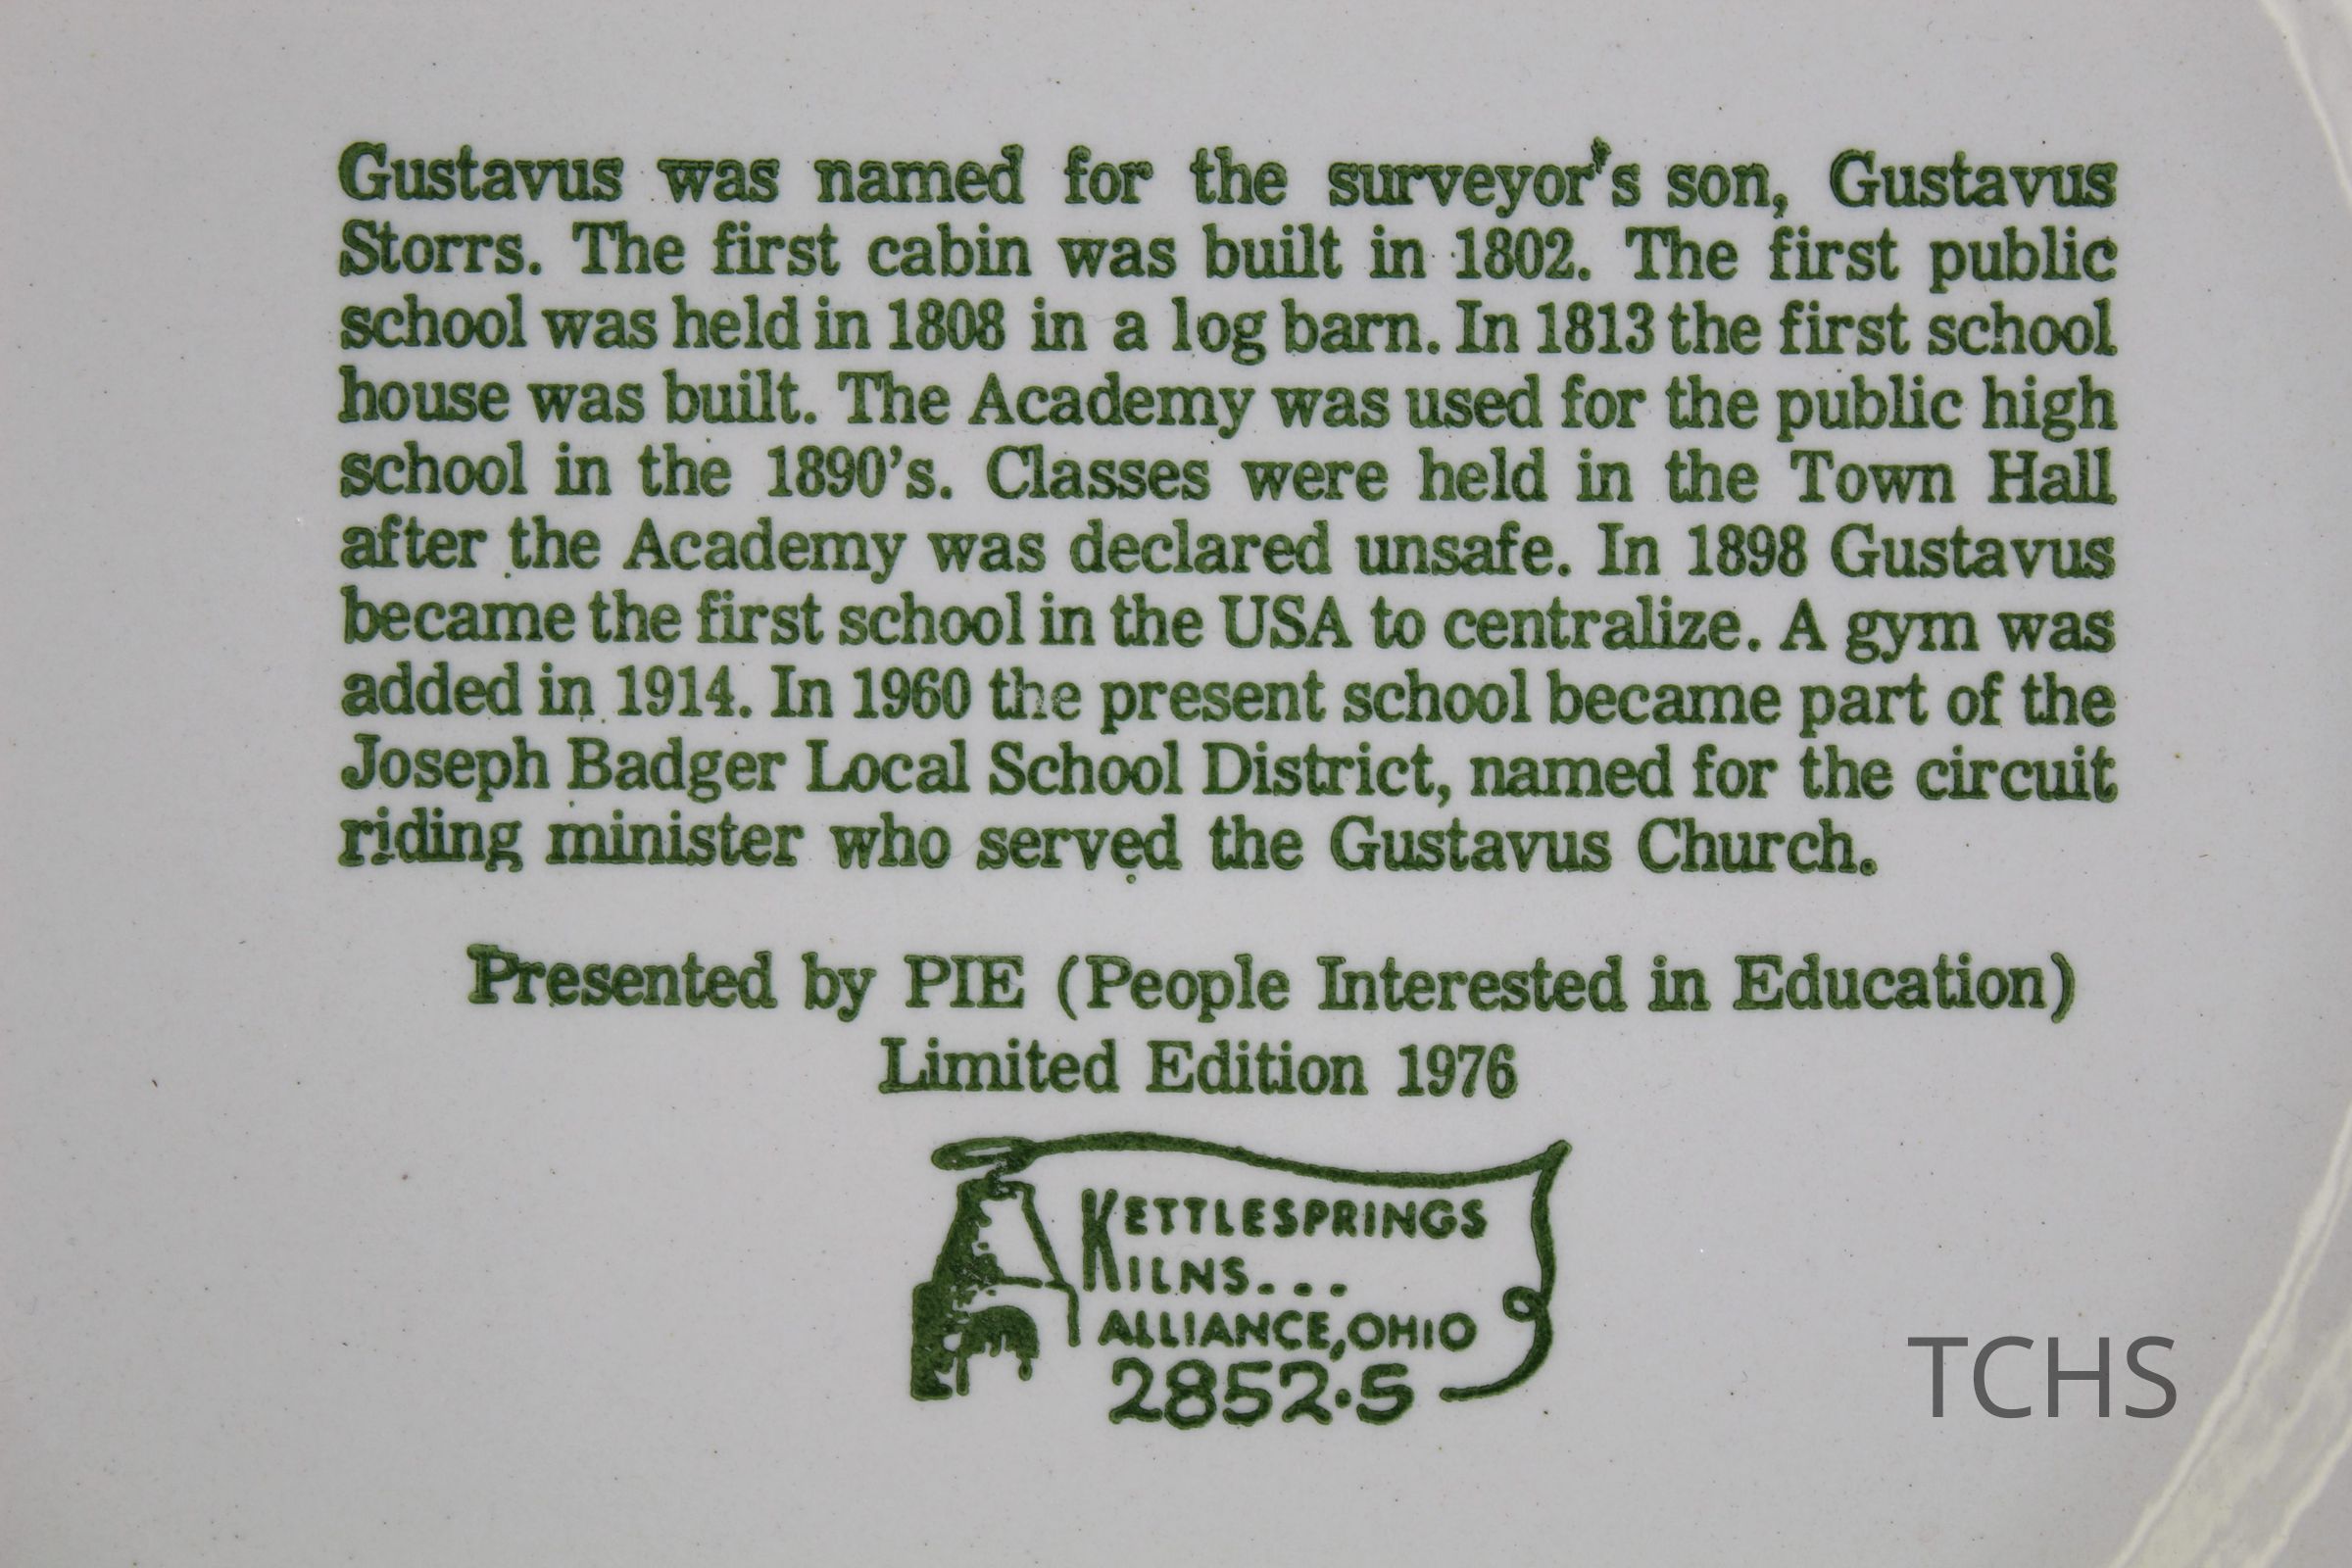 Gustavus was named for the surveyor's son, Gustavus
Storrs. The first cabin was built in 1802. The first public
school was held in 1808 in a log barn. In 1813 the first school
house was built. The Academy was used for the public high
school in the 1890's. Classes were held in the Town Hall
after the Academy was declared unsafe. In 1898 Gustavus
became the first school in the USA to centralize. A gym was
added in 1914. In 1960 the present school became part of the
Joseph Badger Local School District, named for the circuit
riding minister who served the Gustavus Church.
Presented by PIE (People Interested in Education)
Limited Edition 1976
KETTLESPRINGS
KILNS...
ALLIANCE, OHIO
2852·S
TCHS